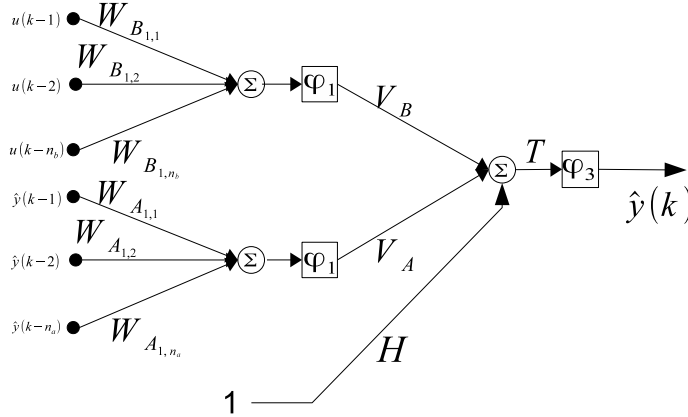 u(k−1)
W_{B_{1,1}}
W_{B_{1,2}}
u(k−2)
Σ
φ₁
V_B
u(k−n_b)
W_{B_{1,n_b}}
T
Σ
φ₃
ŷ(k)
ŷ(k−1)
W_{A_{1,1}}
W_{A_{1,2}}
ŷ(k−2)
Σ
φ₁
V_A
ŷ(k−n_a)
W_{A_{1,n_a}}
H
1